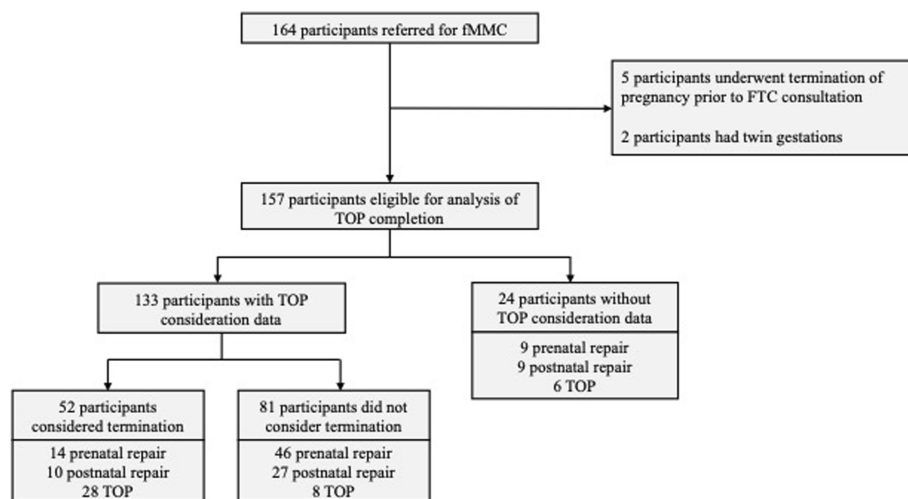 164 participants referred for fMMC
5 participants underwent termination of
pregnancy prior to FTC consultation
2 participants had twin gestations
157 participants eligible for analysis of
TOP completion
133 participants with TOP
consideration data
24 participants without
TOP consideration data
9 prenatal repair
9 postnatal repair
6 TOP
52 participants
considered termination
14 prenatal repair
10 postnatal repair
28 TOP
81 participants did not
consider termination
46 prenatal repair
27 postnatal repair
8 TOP